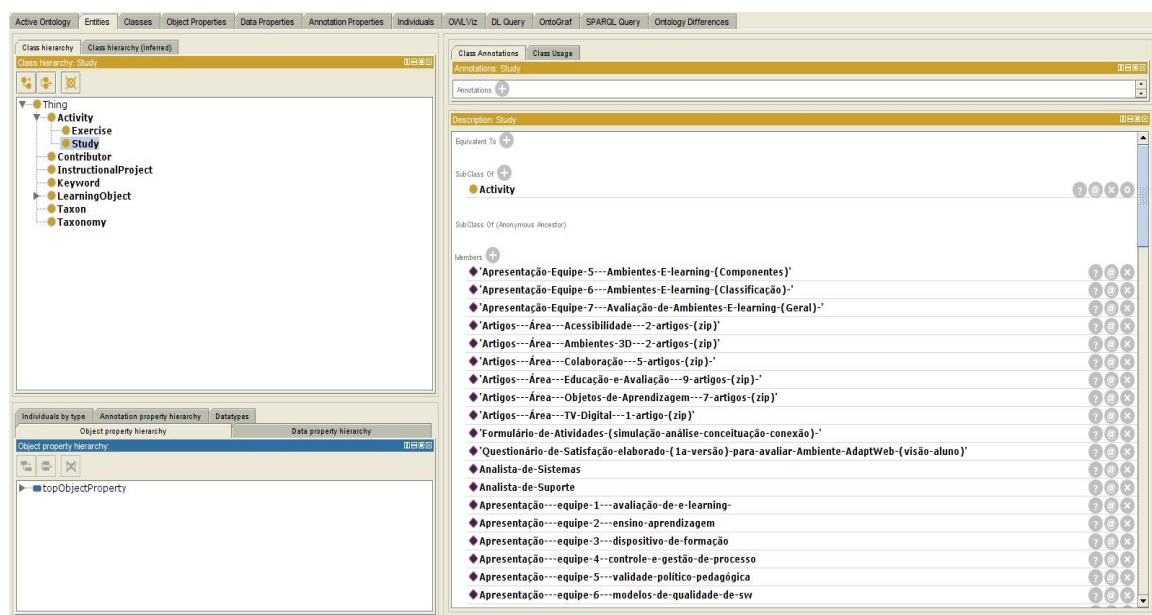 Active Ontology Entities Classes Object Properties Data Properties Annotation Properties Individuals OWLViz DL Query OntoGraf SPARQL Query Ontology Differences
Class hierarchy Class hierarchy (inferred)
Class hierarchy: Study
Thing
Activity
Exercise
Study
Contributor
InstructionalProject
Keyword
LearningObject
Taxon
Taxonomy
Individuals by type Annotation property hierarchy Datatypes
Object property hierarchy Data property hierarchy
Object property hierarchy:
topObjectProperty
Class Annotations Class Usage
Annotations: Study
Annotations
Description: Study
Equivalent To
SubClass Of
Activity
SubClass Of (Anonymous Ancestor)
Members
'Apresentação-Equipe-5---Ambientes-E-learning-(Componentes)'
'Apresentação-Equipe-6---Ambientes-E-learning-(Classificação)-'
'Apresentação-Equipe-7---Avaliação-de-Ambientes-E-learning-(Geral)-'
'Artigos---Área---Acessibilidade---2-artigos-(zip)'
'Artigos---Área---Ambientes-3D---2-artigos-(zip)'
'Artigos---Área---Colaboração---5-artigos-(zip)-'
'Artigos---Área---Educação-e-Avaliação---9-artigos-(zip)-'
'Artigos---Área---Objetos-de-Aprendizagem---7-artigos-(zip)'
'Artigos---Área---TV-Digital---1-artigo-(zip)'
'Formulário-de-Atividades-(simulação-análise-conceituação-conexão)-'
'Questionário-de-Satisfação-elaborado-(1a-versão)-para-avaliar-Ambiente-AdaptWeb-(visão-aluno)'
Analista-de-Sistemas
Analista-de-Suporte
Apresentação---equipe-1---avaliação-de-e-learning-
Apresentação---equipe-2---ensino-aprendizagem
Apresentação---equipe-3---dispositivo-de-formação
Apresentação---equipe-4--controle-e-gestão-de-processo
Apresentação---equipe-5---validade-político-pedagógica
Apresentação---equipe-6---modelos-de-qualidade-de-sw